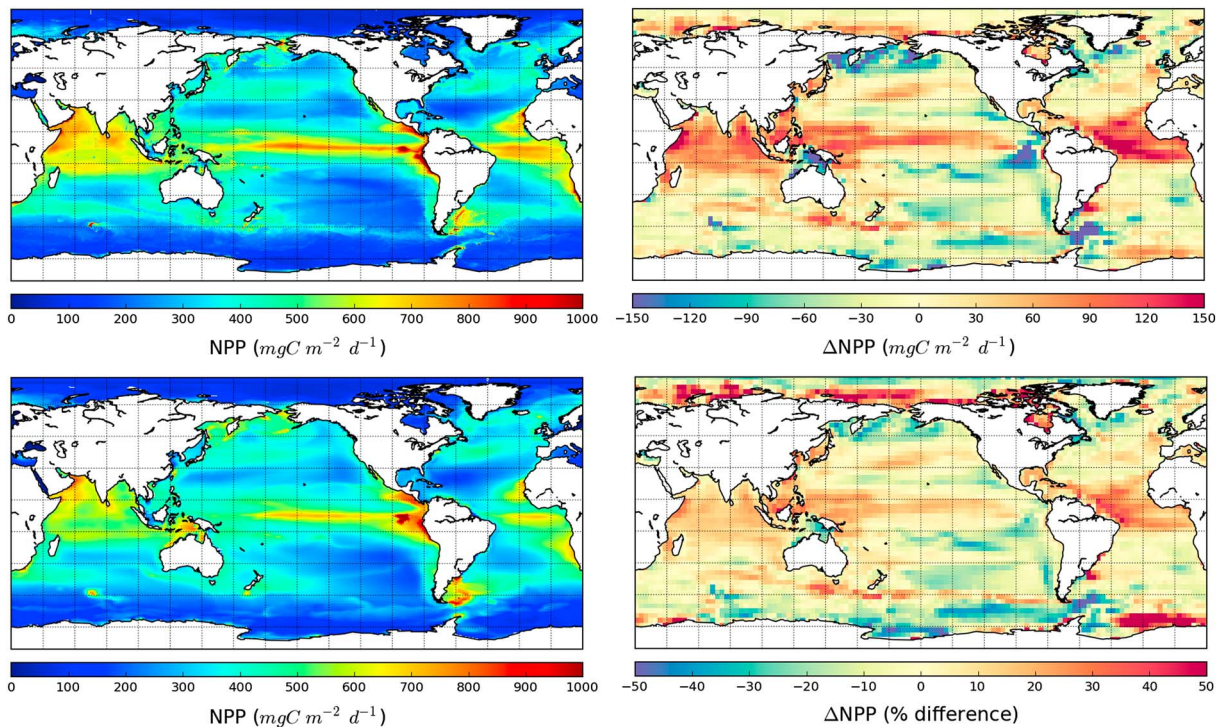 0 100 200 300 400 500 600 700 800 900 1000
NPP (mgC m⁻² d⁻¹)
−150 −120 −90 −60 −30 0 30 60 90 120 150
ΔNPP (mgC m⁻² d⁻¹)
0 100 200 300 400 500 600 700 800 900 1000
NPP (mgC m⁻² d⁻¹)
−50 −40 −30 −20 −10 0 10 20 30 40 50
ΔNPP (% difference)